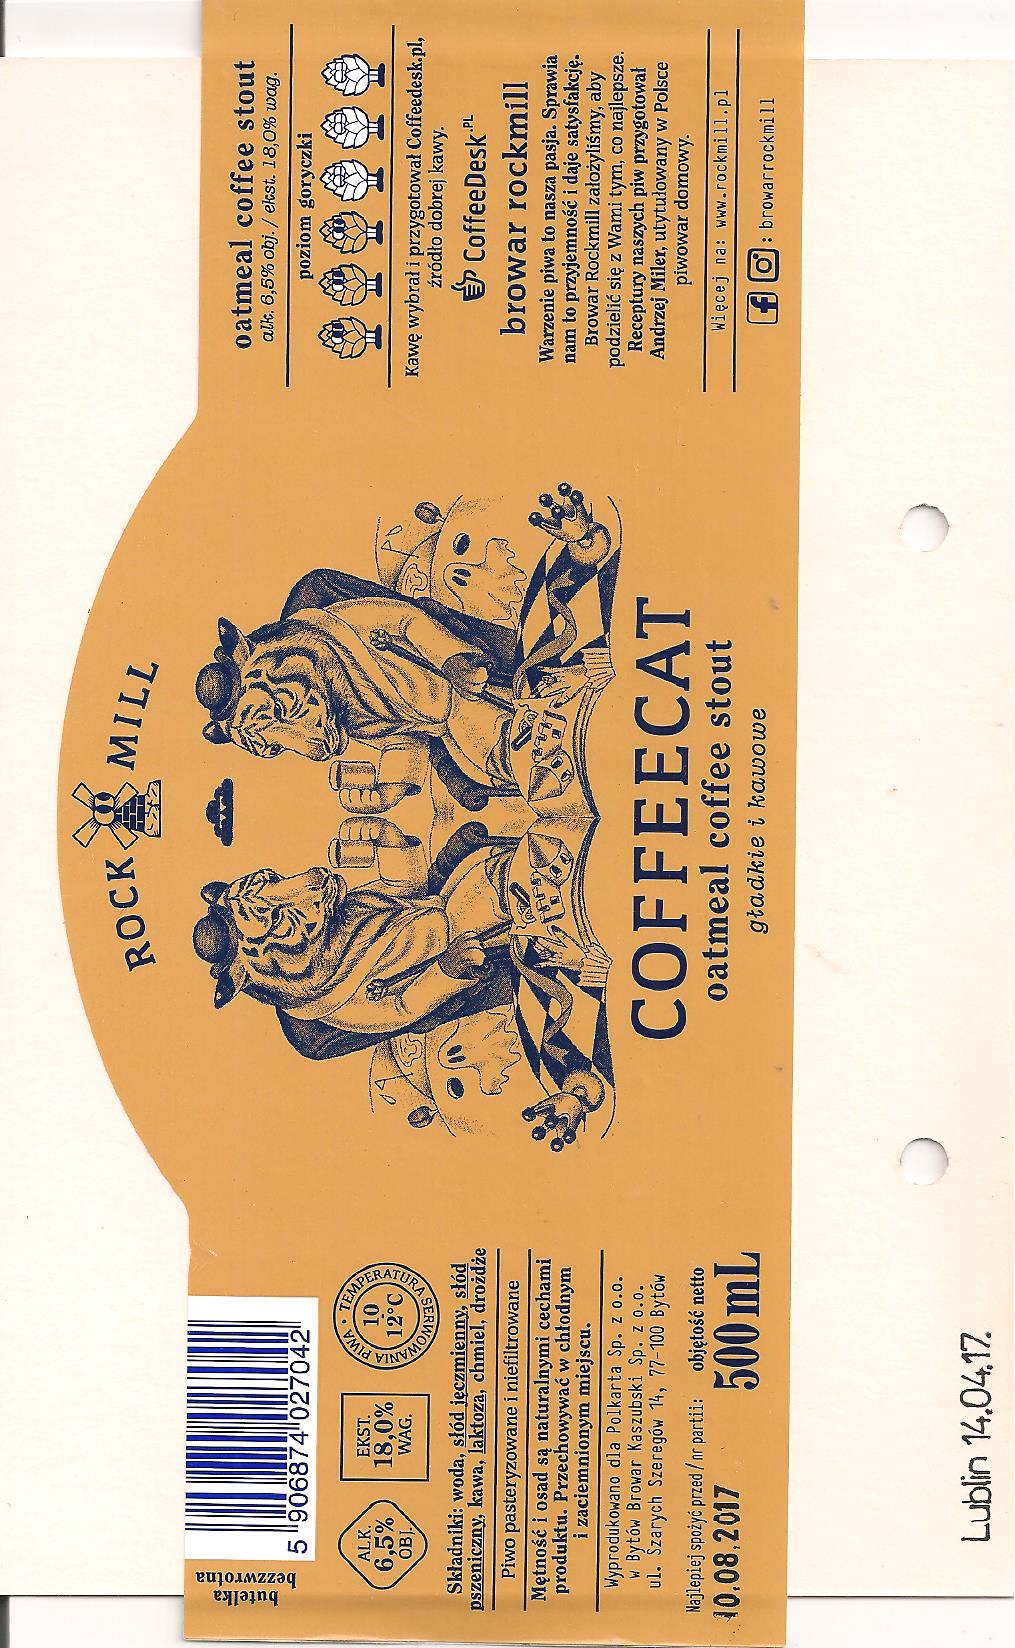 butelka
bezzwrotna
5 906874 027042
ALK.
6,5%
OBJ.
EKST.
18,0%
WAG.
TEMPERATURA SERWOWANIA PIWA
10 -
12°C
Składniki: woda, słód jęczmienny, słód
pszeniczny, kawa, laktoza, chmiel, drożdże
Piwo pasteryzowane i niefiltrowane
Mętność i osad są naturalnymi cechami
produktu. Przechowywać w chłodnym
i zaciemnionym miejscu.
Wyprodukowano dla Polkarta Sp. z o.o.
w Bytów Browar Kaszubski Sp. z o.o.
ul. Szarych Szeregów 14, 77-100 Bytów
Najlepiej spożyć przed / nr partii:
10.08.2017
objętość netto
500 mL
ROCK MILL
COFFEECAT
oatmeal coffee stout
gładkie i kawowe
oatmeal coffee stout
alk. 6,5% obj. / ekst. 18,0% wag.
poziom goryczki
Kawę wybrał i przygotował Coffeedesk.pl,
źródło dobrej kawy.
CoffeeDesk.PL
browar rockmill
Warzenie piwa to nasza pasja. Sprawia
nam to przyjemność i daje satysfakcję.
Browar Rockmill założyliśmy, aby
podzielić się z Wami tym, co najlepsze.
Receptury naszych piw przygotował
Andrzej Miler, utytułowany w Polsce
piwowar domowy.
Więcej na: www.rockmill.pl
: browarrockmill
Lublin 14.04.17.